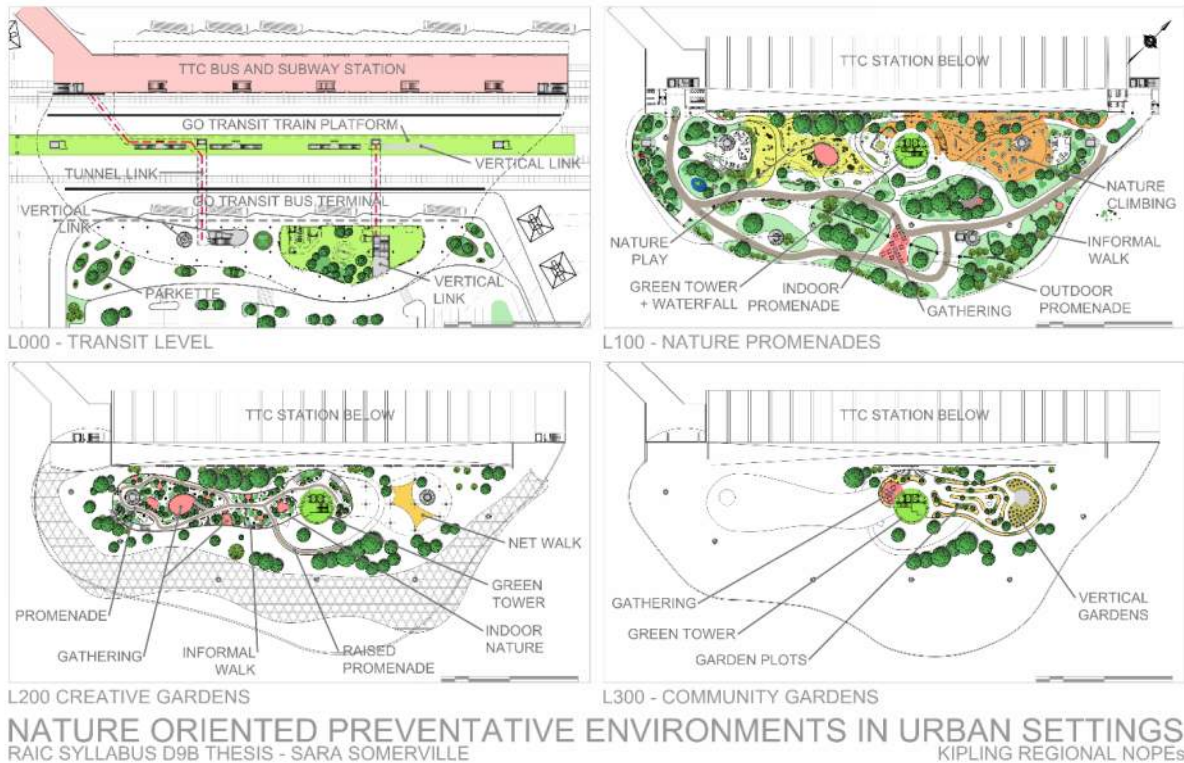 TTC BUS AND SUBWAY STATION
GO TRANSIT TRAIN PLATFORM
VERTICAL LINK
TUNNEL LINK
GO TRANSIT BUS TERMINAL
VERTICAL
LINK
VERTICAL
LINK
PARKETTE
L000 - TRANSIT LEVEL
TTC STATION BELOW
NATURE
CLIMBING
NATURE
PLAY
INFORMAL
WALK
GREEN TOWER
+ WATERFALL
INDOOR
PROMENADE
GATHERING
OUTDOOR
PROMENADE
L100 - NATURE PROMENADES
TTC STATION BELOW
NET WALK
GREEN
TOWER
PROMENADE
GATHERING
INFORMAL
WALK
RAISED
PROMENADE
INDOOR
NATURE
L200 CREATIVE GARDENS
TTC STATION BELOW
GATHERING
GREEN TOWER
GARDEN PLOTS
VERTICAL
GARDENS
L300 - COMMUNITY GARDENS
NATURE ORIENTED PREVENTATIVE ENVIRONMENTS IN URBAN SETTINGS
RAIC SYLLABUS D9B THESIS - SARA SOMERVILLE
KIPLING REGIONAL NOPEs